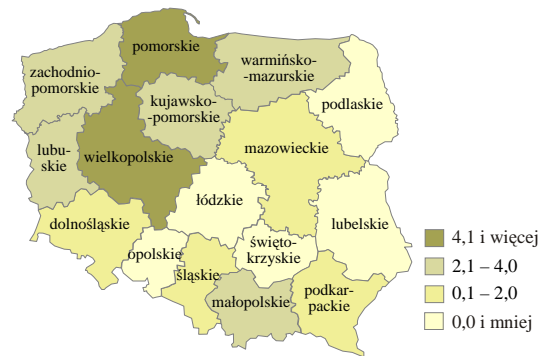 pomorskie
zachodnio-
pomorskie
warmińsko-
-mazurskie
kujawsko-
-pomorskie
podlaskie
lubu-
skie
wielkopolskie
mazowieckie
łódzkie
dolnośląskie
lubelskie
opolskie
śląskie
święto-
krzyskie
małopolskie
podkar-
packie
4,1 i więcej
2,1 – 4,0
0,1 – 2,0
0,0 i mniej